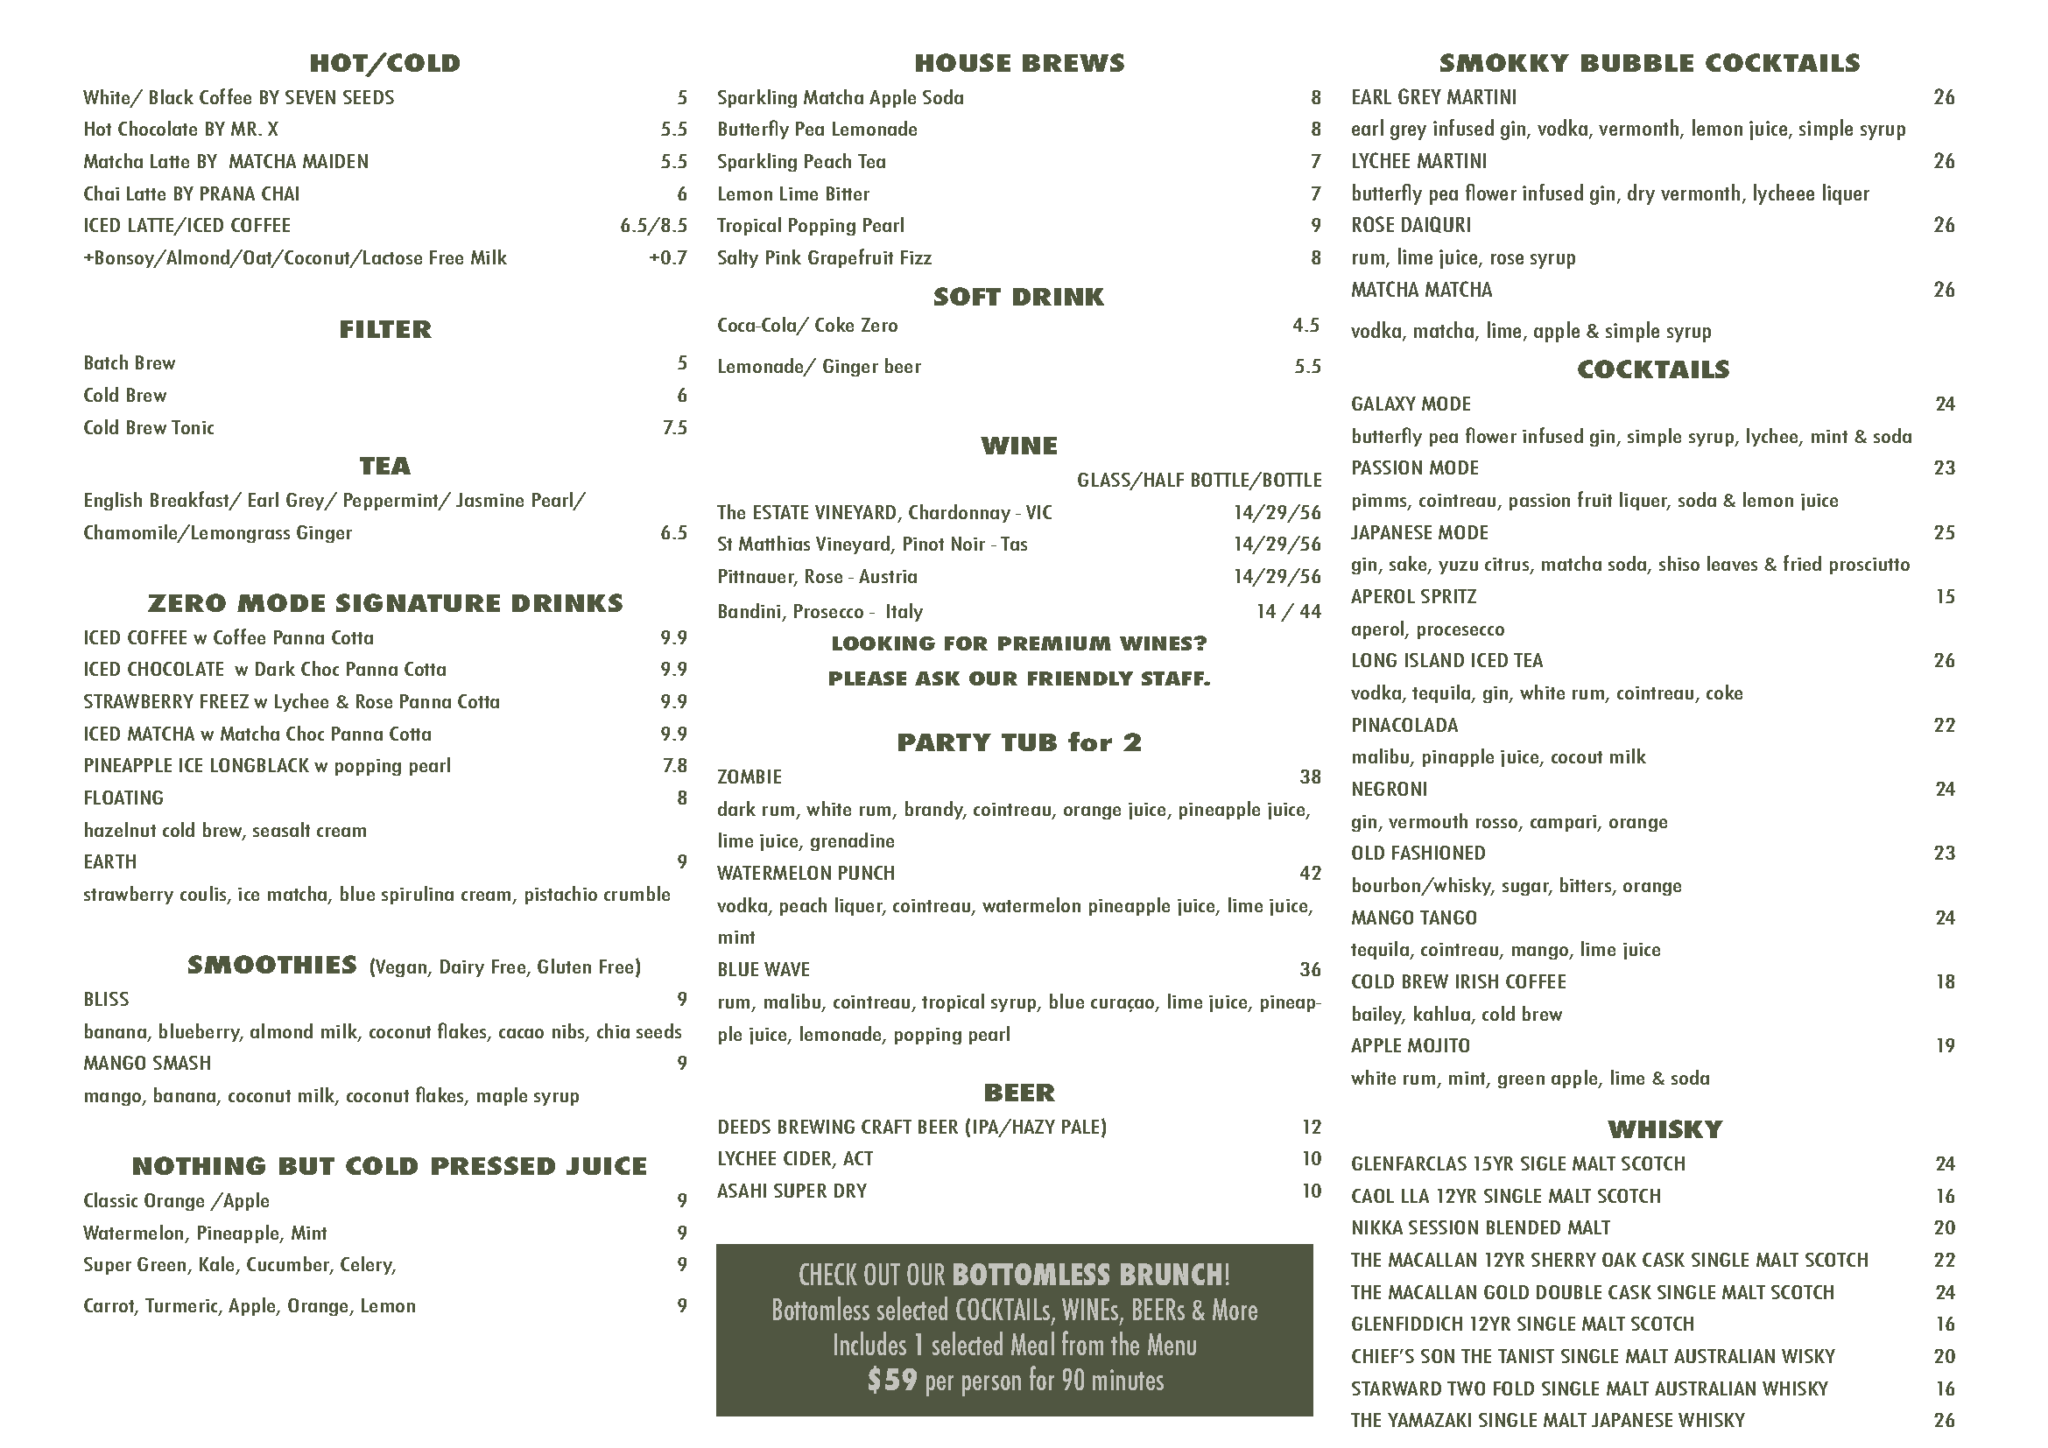 HOT/COLD
White/ Black Coffee BY SEVEN SEEDS 5
Hot Chocolate BY MR. X 5.5
Matcha Latte BY MATCHA MAIDEN 5.5
Chai Latte BY PRANA CHAI 6
ICED LATTE/ICED COFFEE 6.5/8.5
+Bonsoy/Almond/Oat/Coconut/Lactose Free Milk +0.7
FILTER
Batch Brew 5
Cold Brew 6
Cold Brew Tonic 7.5
TEA
English Breakfast/ Earl Grey/ Peppermint/ Jasmine Pearl/
Chamomile/Lemongrass Ginger 6.5
ZERO MODE SIGNATURE DRINKS
ICED COFFEE w Coffee Panna Cotta 9.9
ICED CHOCOLATE w Dark Choc Panna Cotta 9.9
STRAWBERRY FREEZ w Lychee & Rose Panna Cotta 9.9
ICED MATCHA w Matcha Choc Panna Cotta 9.9
PINEAPPLE ICE LONGBLACK w popping pearl 7.8
FLOATING 8
hazelnut cold brew, seasalt cream
EARTH 9
strawberry coulis, ice matcha, blue spirulina cream, pistachio crumble
SMOOTHIES (Vegan, Dairy Free, Gluten Free)
BLISS 9
banana, blueberry, almond milk, coconut flakes, cacao nibs, chia seeds
MANGO SMASH 9
mango, banana, coconut milk, coconut flakes, maple syrup
NOTHING BUT COLD PRESSED JUICE
Classic Orange /Apple 9
Watermelon, Pineapple, Mint 9
Super Green, Kale, Cucumber, Celery, 9
Carrot, Turmeric, Apple, Orange, Lemon 9
HOUSE BREWS
Sparkling Matcha Apple Soda 8
Butterfly Pea Lemonade 8
Sparkling Peach Tea 7
Lemon Lime Bitter 7
Tropical Popping Pearl 9
Salty Pink Grapefruit Fizz 8
SOFT DRINK
Coca-Cola/ Coke Zero 4.5
Lemonade/ Ginger beer 5.5
WINE
GLASS/HALF BOTTLE/BOTTLE
The ESTATE VINEYARD, Chardonnay - VIC 14/29/56
St Matthias Vineyard, Pinot Noir - Tas 14/29/56
Pittnauer, Rose - Austria 14/29/56
Bandini, Prosecco - Italy 14 / 44
LOOKING FOR PREMIUM WINES?
PLEASE ASK OUR FRIENDLY STAFF.
PARTY TUB for 2
ZOMBIE 38
dark rum, white rum, brandy, cointreau, orange juice, pineapple juice,
lime juice, grenadine
WATERMELON PUNCH 42
vodka, peach liquer, cointreau, watermelon pineapple juice, lime juice,
mint
BLUE WAVE 36
rum, malibu, cointreau, tropical syrup, blue curaçao, lime juice, pineap-
ple juice, lemonade, popping pearl
BEER
DEEDS BREWING CRAFT BEER (IPA/HAZY PALE) 12
LYCHEE CIDER, ACT 10
ASAHI SUPER DRY 10
CHECK OUT OUR BOTTOMLESS BRUNCH!
Bottomless selected COCKTAILs, WINEs, BEERs & More
Includes 1 selected Meal from the Menu
$59 per person for 90 minutes
SMOKKY BUBBLE COCKTAILS
EARL GREY MARTINI 26
earl grey infused gin, vodka, vermonth, lemon juice, simple syrup
LYCHEE MARTINI 26
butterfly pea flower infused gin, dry vermonth, lycheee liquer
ROSE DAIQURI 26
rum, lime juice, rose syrup
MATCHA MATCHA 26
vodka, matcha, lime, apple & simple syrup
COCKTAILS
GALAXY MODE 24
butterfly pea flower infused gin, simple syrup, lychee, mint & soda
PASSION MODE 23
pimms, cointreau, passion fruit liquer, soda & lemon juice
JAPANESE MODE 25
gin, sake, yuzu citrus, matcha soda, shiso leaves & fried prosciutto
APEROL SPRITZ 15
aperol, procesecco
LONG ISLAND ICED TEA 26
vodka, tequila, gin, white rum, cointreau, coke
PINACOLADA 22
malibu, pinapple juice, cocout milk
NEGRONI 24
gin, vermouth rosso, campari, orange
OLD FASHIONED 23
bourbon/whisky, sugar, bitters, orange
MANGO TANGO 24
tequila, cointreau, mango, lime juice
COLD BREW IRISH COFFEE 18
bailey, kahlua, cold brew
APPLE MOJITO 19
white rum, mint, green apple, lime & soda
WHISKY
GLENFARCLAS 15YR SIGLE MALT SCOTCH 24
CAOL LLA 12YR SINGLE MALT SCOTCH 16
NIKKA SESSION BLENDED MALT 20
THE MACALLAN 12YR SHERRY OAK CASK SINGLE MALT SCOTCH 22
THE MACALLAN GOLD DOUBLE CASK SINGLE MALT SCOTCH 24
GLENFIDDICH 12YR SINGLE MALT SCOTCH 16
CHIEF'S SON THE TANIST SINGLE MALT AUSTRALIAN WISKY 20
STARWARD TWO FOLD SINGLE MALT AUSTRALIAN WHISKY 16
THE YAMAZAKI SINGLE MALT JAPANESE WHISKY 26